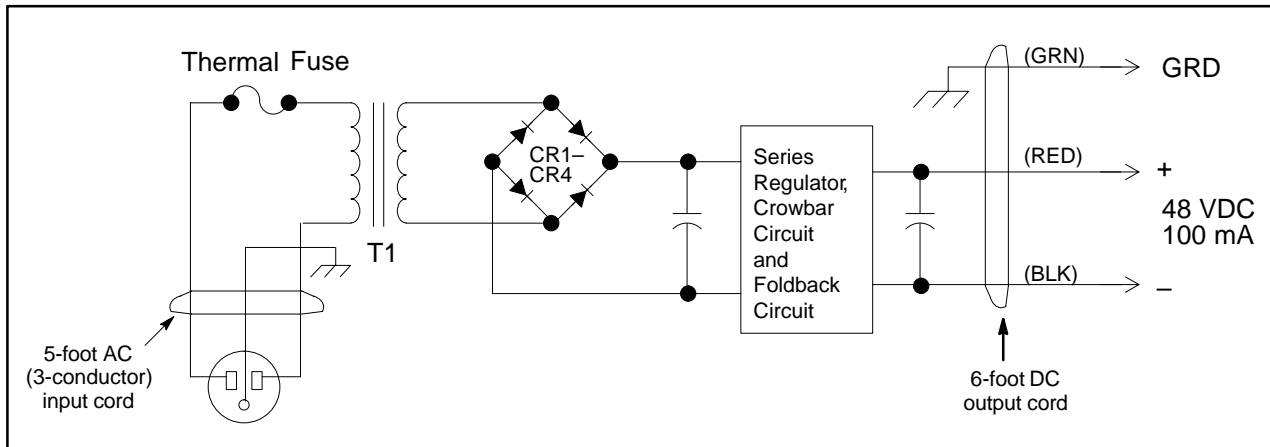 Thermal Fuse
T1
5-foot AC
(3-conductor)
input cord
CR1–
CR4
Series
Regulator,
Crowbar
Circuit
and
Foldback
Circuit
(GRN)
GRD
(RED)
+
48 VDC
100 mA
(BLK)
–
6-foot DC
output cord